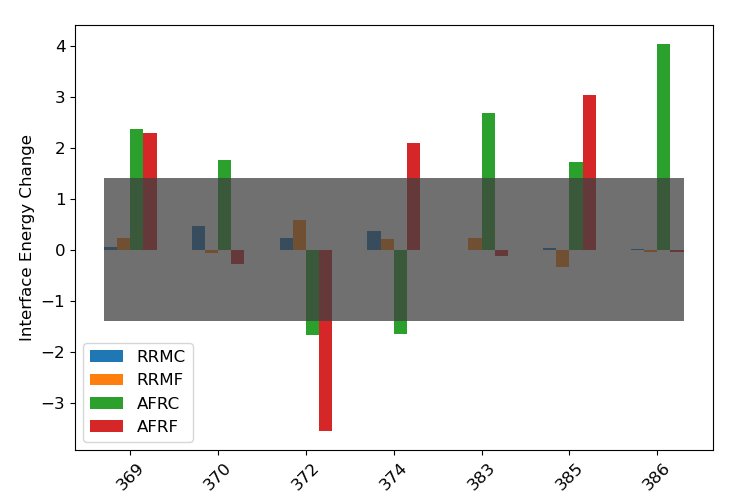 Interface Energy Change
4
3
2
1
0
−1
−2
−3
RRMC
RRMF
AFRC
AFRF
369 370 372 374 383 385 386